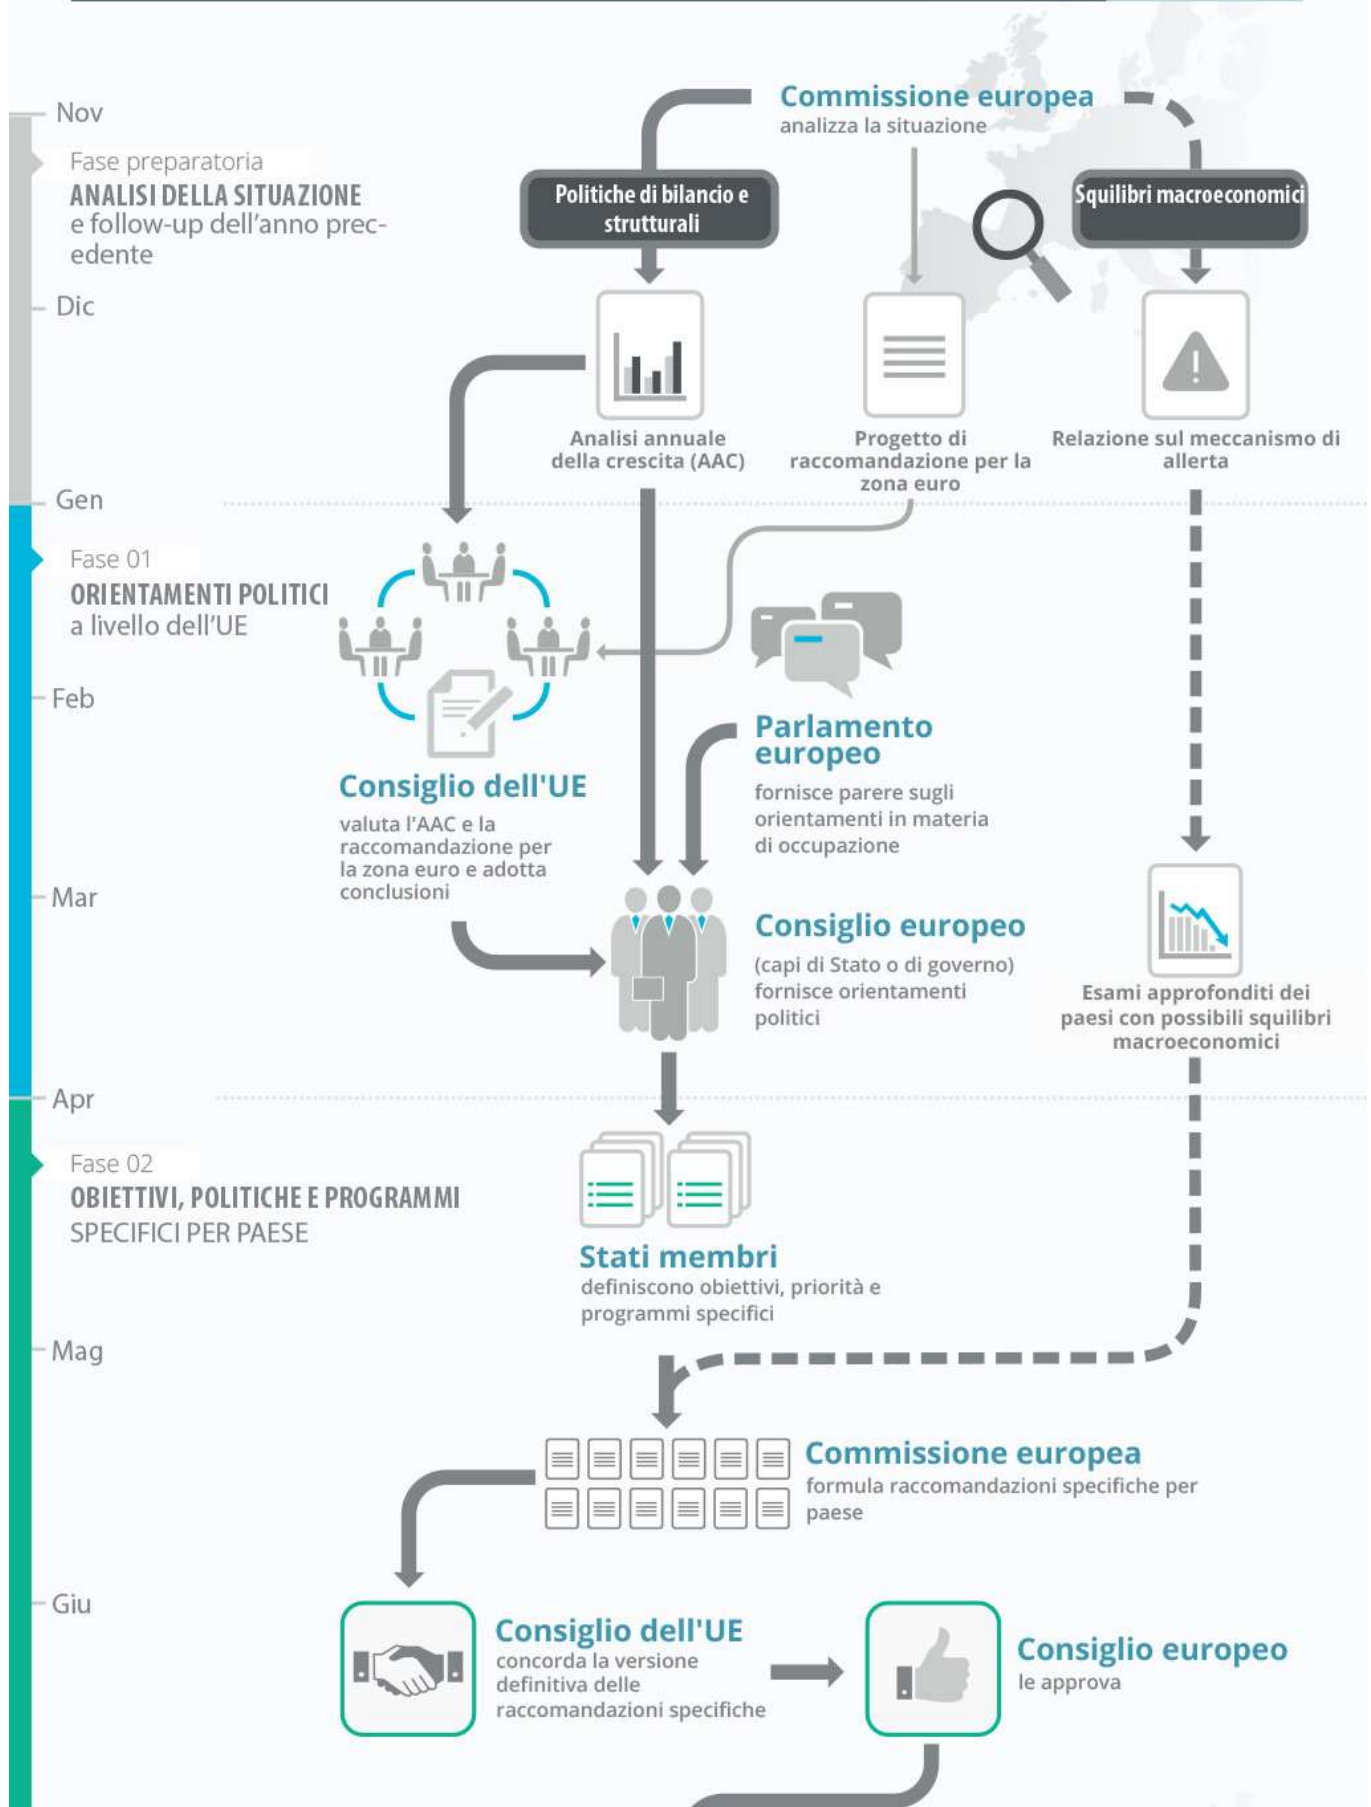 Commissione europea
analizza la situazione
Nov
Fase preparatoria
ANALISI DELLA SITUAZIONE
e follow-up dell'anno prec-
edente
Politiche di bilancio e
strutturali
Squilibri macroeconomici
Dic
Analisi annuale
della crescita (AAC)
Progetto di
raccomandazione per la
zona euro
Relazione sul meccanismo di
allerta
Gen
Fase 01
ORIENTAMENTI POLITICI
a livello dell'UE
Feb
Parlamento
europeo
fornisce parere sugli
orientamenti in materia
di occupazione
Consiglio dell'UE
valuta l'AAC e la
raccomandazione per
la zona euro e adotta
conclusioni
Mar
Consiglio europeo
(capi di Stato o di governo)
fornisce orientamenti
politici
Esami approfonditi dei
paesi con possibili squilibri
macroeconomici
Apr
Fase 02
OBIETTIVI, POLITICHE E PROGRAMMI
SPECIFICI PER PAESE
Stati membri
definiscono obiettivi, priorità e
programmi specifici
Mag
Commissione europea
formula raccomandazioni specifiche per
paese
Giu
Consiglio dell'UE
concorda la versione
definitiva delle
raccomandazioni specifiche
Consiglio europeo
le approva